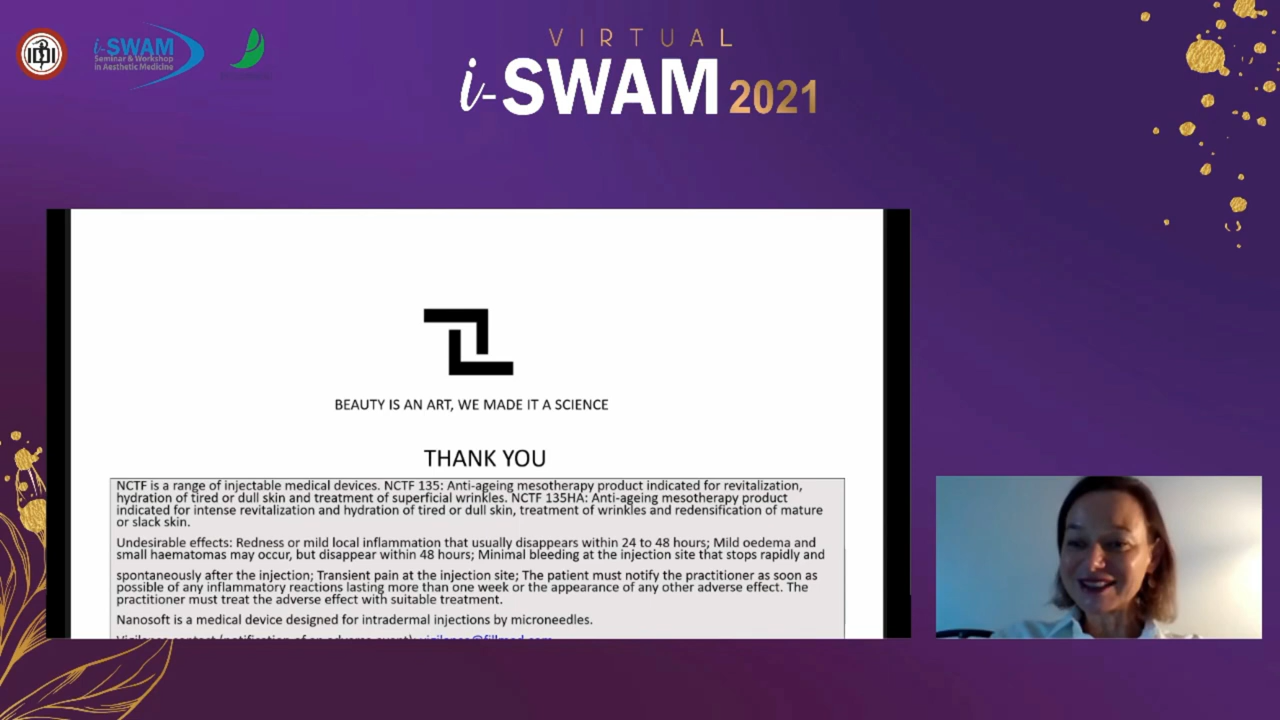 i-SWAM
Seminar & Workshop
in Aesthetic Medicine
VIRTUAL
i-SWAM 2021
BEAUTY IS AN ART, WE MADE IT A SCIENCE
THANK YOU
NCTF is a range of injectable medical devices. NCTF 135: Anti-ageing mesotherapy product indicated for revitalization,
hydration of tired or dull skin and treatment of superficial wrinkles. NCTF 135HA: Anti-ageing mesotherapy product
indicated for intense revitalization and hydration of tired or dull skin, treatment of wrinkles and redensification of mature
or slack skin.
Undesirable effects: Redness or mild local inflammation that usually disappears within 24 to 48 hours; Mild oedema and
small haematomas may occur, but disappear within 48 hours; Minimal bleeding at the injection site that stops rapidly and
spontaneously after the injection; Transient pain at the injection site; The patient must notify the practitioner as soon as
possible of any inflammatory reactions lasting more than one week or the appearance of any other adverse effect. The
practitioner must treat the adverse effect with suitable treatment.
Nanosoft is a medical device designed for intradermal injections by microneedles.